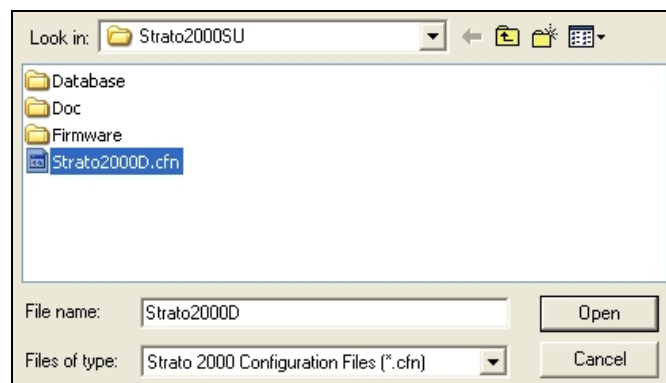 Look in: Strato2000SU
Database
Doc
Firmware
Strato2000D.cfn
File name: Strato2000D Open
Files of type: Strato 2000 Configuration Files (*.cfn) Cancel